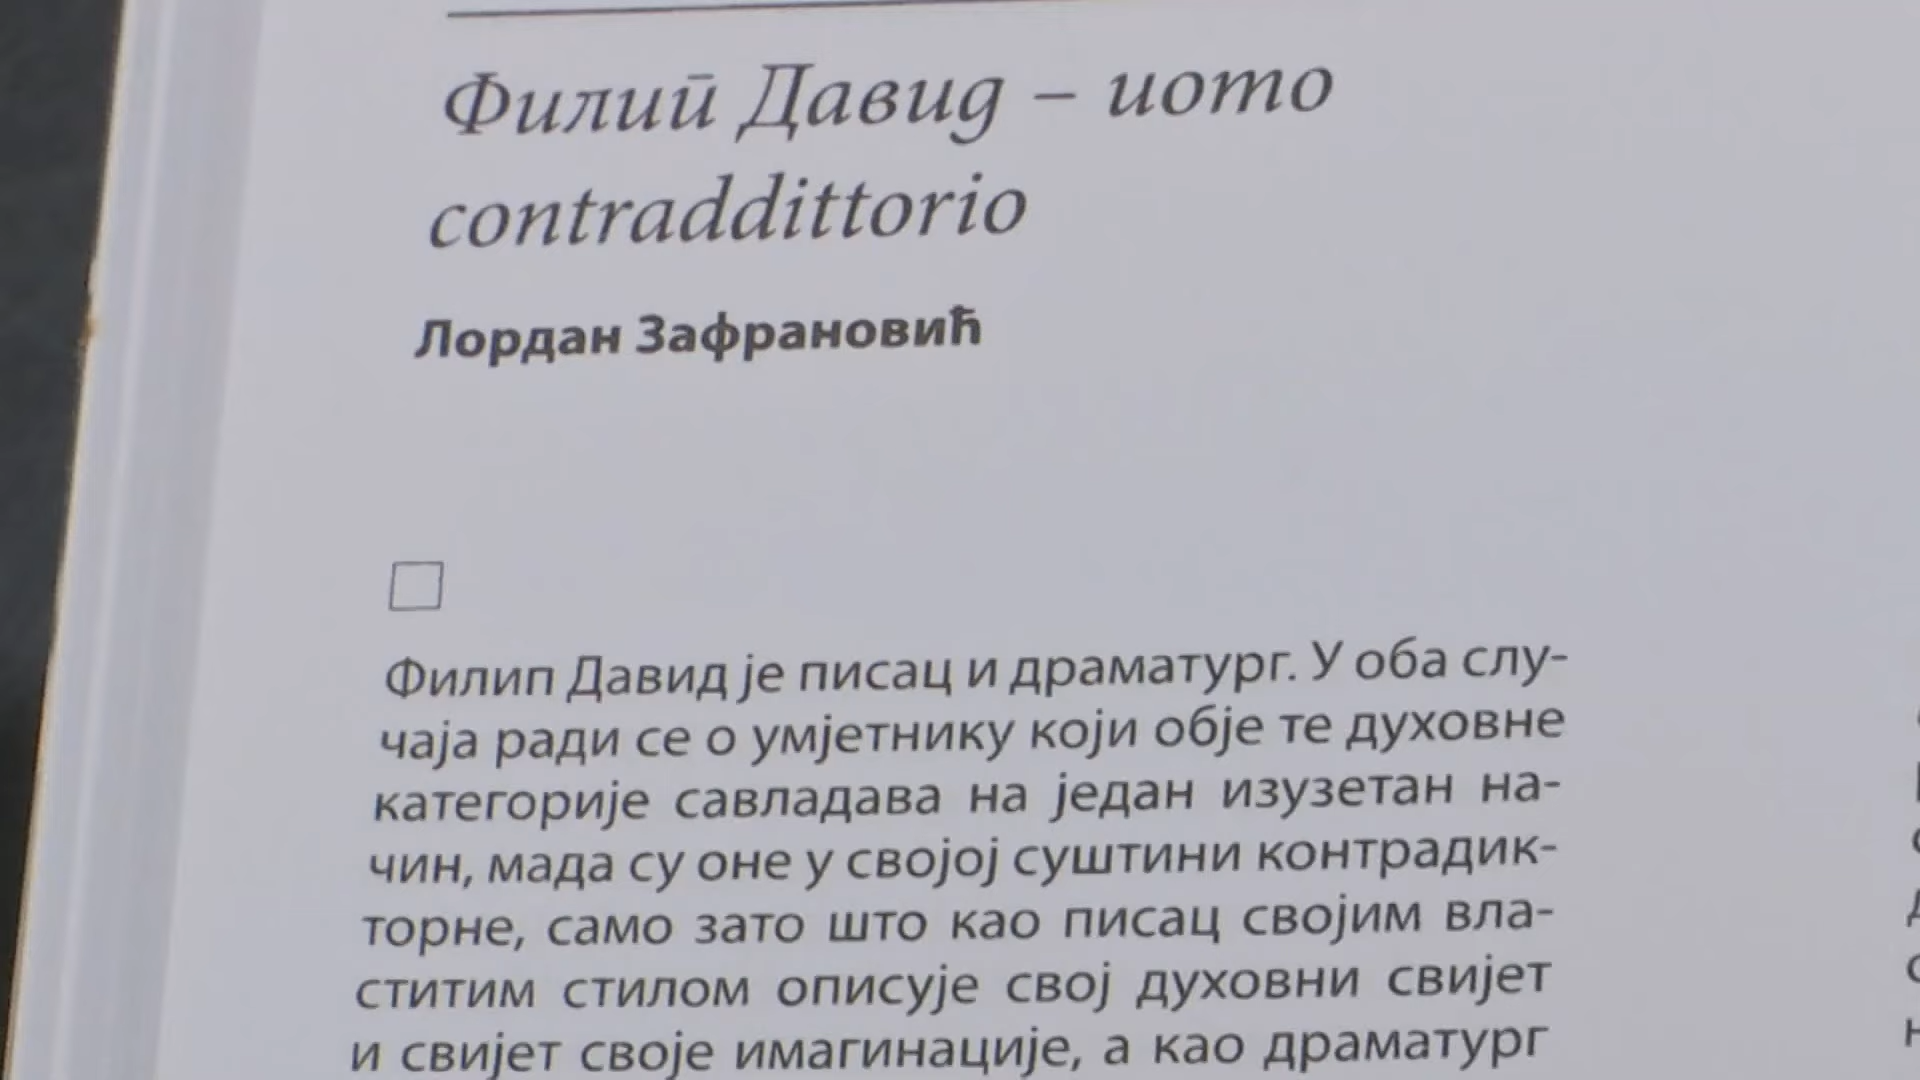 Филип Давид – uomo
contraddittorio
Лордан Зафрановић
Филип Давид је писац и драматург. У оба слу-
чаја ради се о умјетнику који обје те духовне
категорије савладава на један изузетан на-
чин, мада су оне у својој суштини контрадик-
торне, само зато што као писац својим вла-
ститим стилом описује свој духовни свијет
и свијет своје имагинације, а као драматург